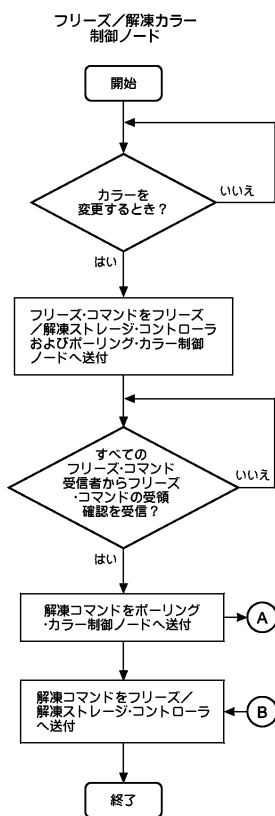 フリーズ／解凍カラー
制御ノード
開始
カラーを
変更するとき？
いいえ
はい
フリーズ・コマンドをフリーズ
／解凍ストレージ・コントローラ
およびポーリング・カラー制御
ノードへ送付
すべての
フリーズ・コマンド
受信者からフリーズ
・コマンドの受領
確認を受信？
いいえ
はい
解凍コマンドをポーリング
・カラー制御ノードへ送付
A
解凍コマンドをフリーズ／
解凍ストレージ・コントローラ
へ送付
B
終了